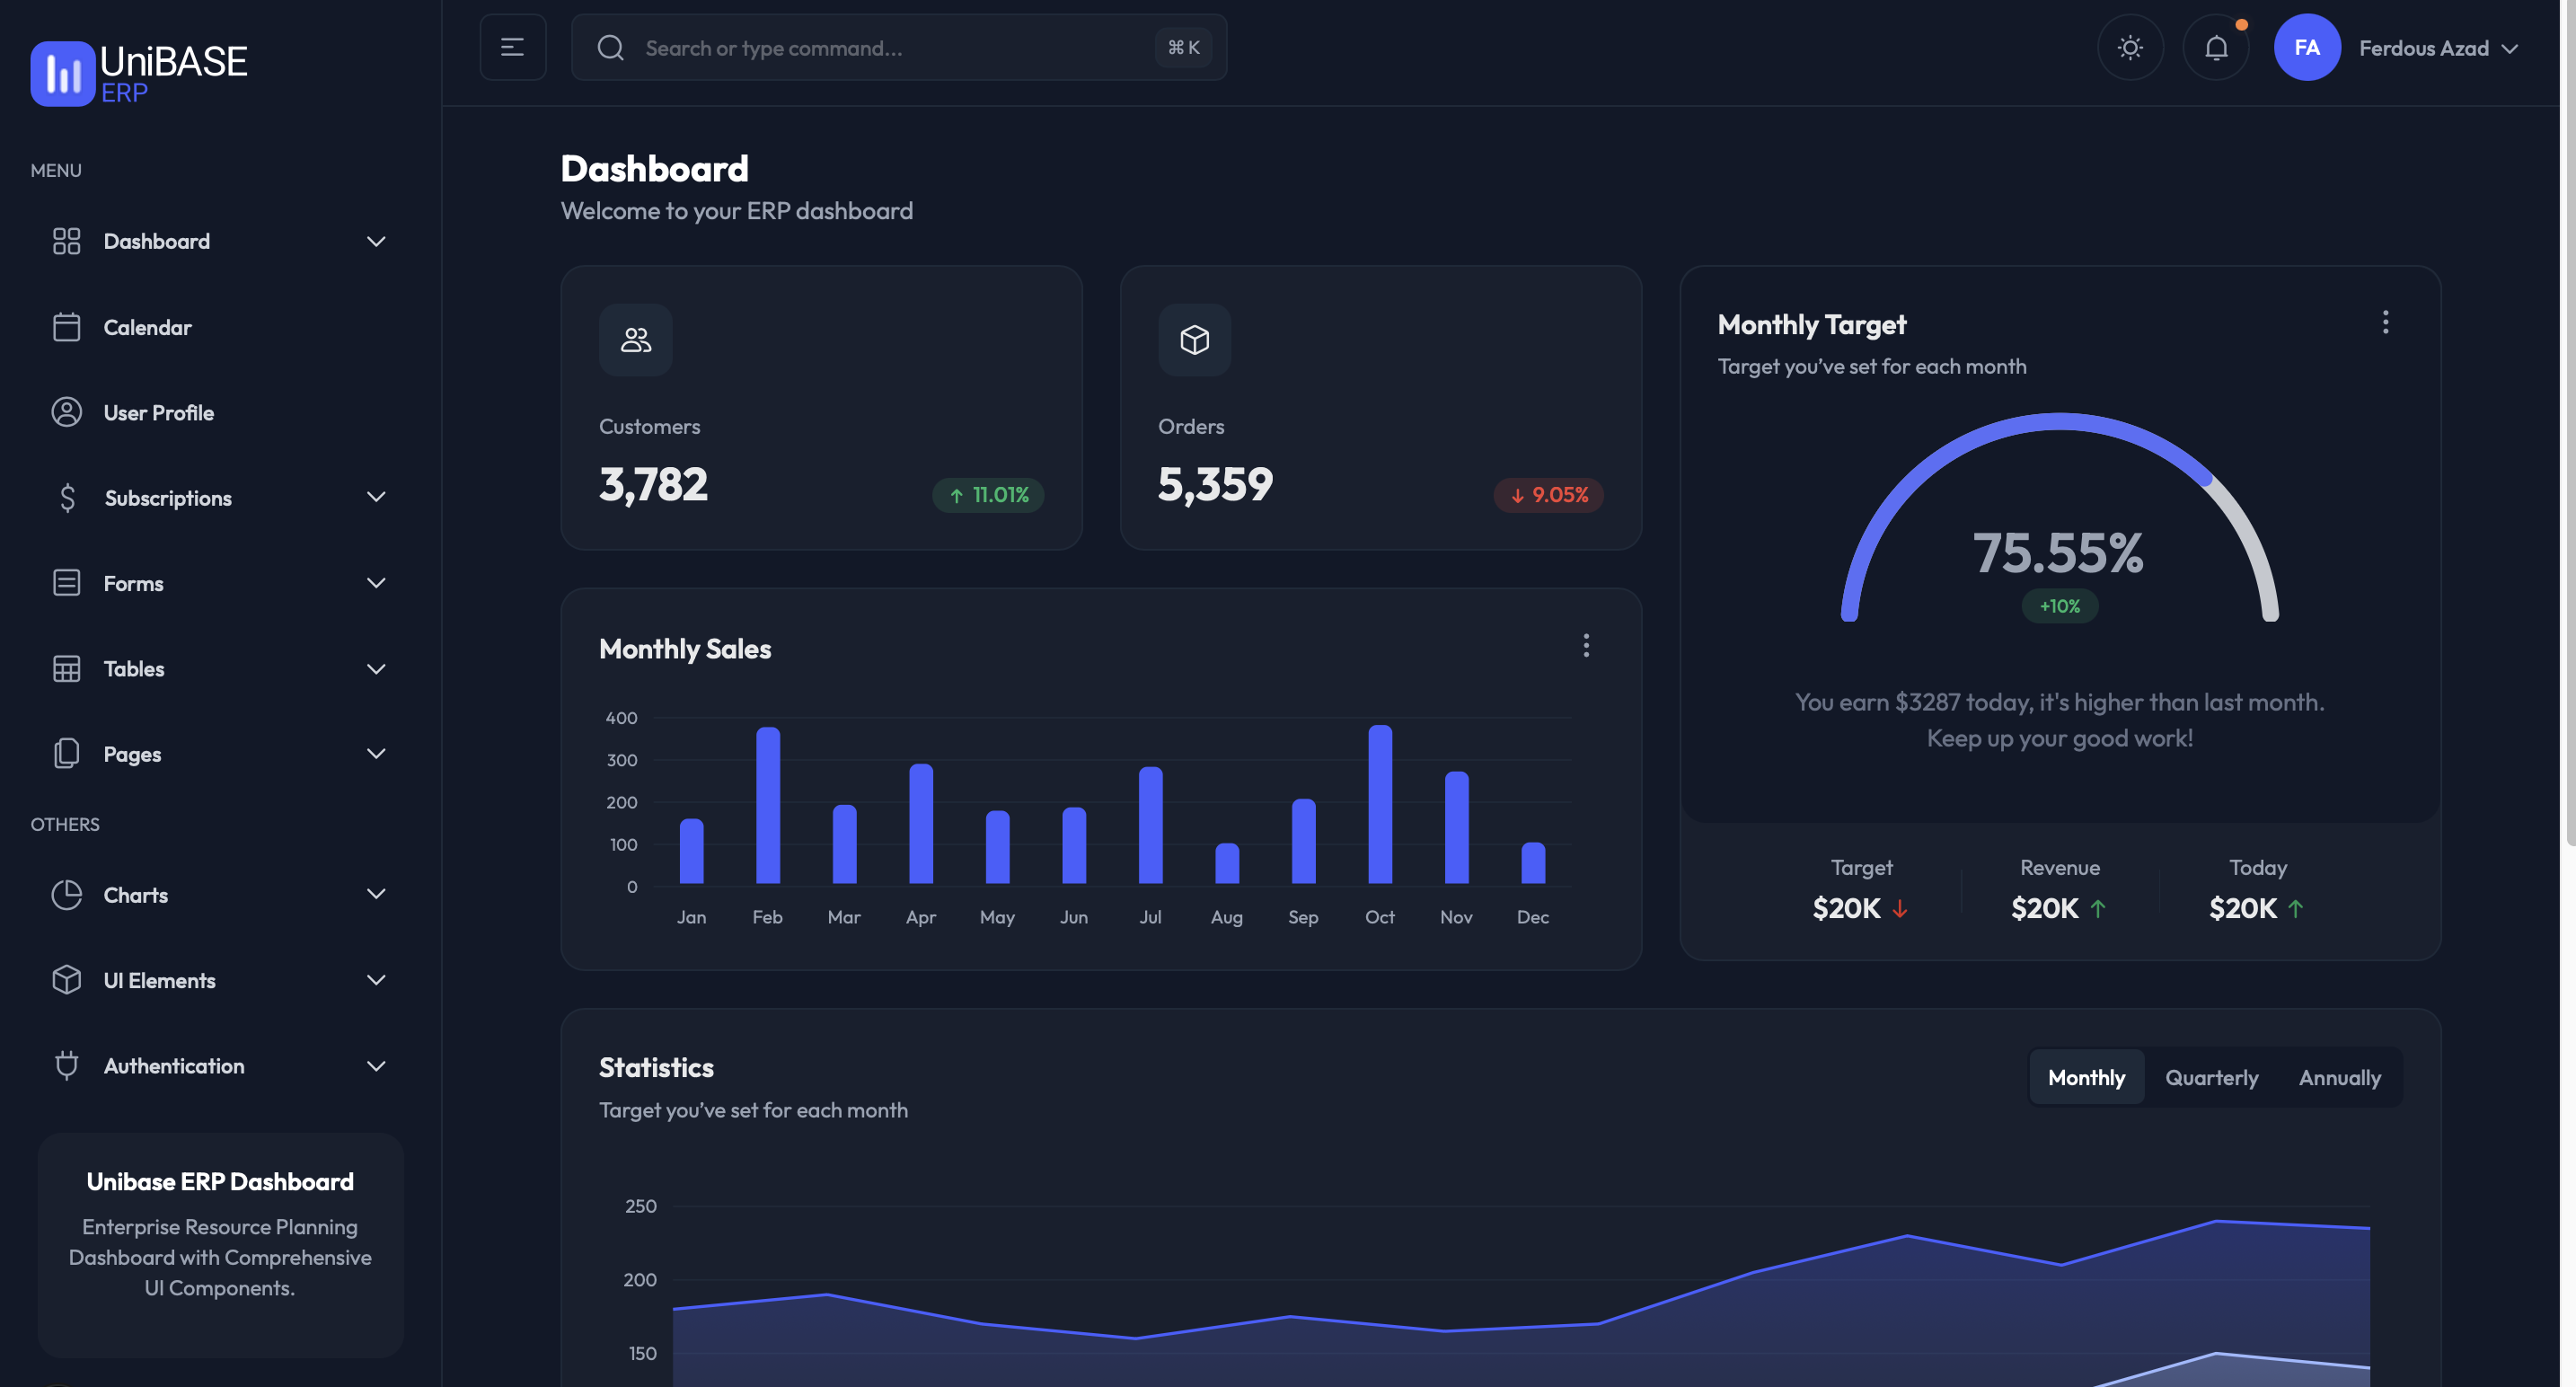 UniBASE
ERP
Search or type command...
⌘ K
FA
Ferdous Azad
MENU
Dashboard
Calendar
User Profile
Subscriptions
Forms
Tables
Pages
OTHERS
Charts
UI Elements
Authentication
Unibase ERP Dashboard
Enterprise Resource Planning
Dashboard with Comprehensive
UI Components.
Dashboard
Welcome to your ERP dashboard
Customers
3,782
↑ 11.01%
Orders
5,359
↓ 9.05%
Monthly Target
Target you’ve set for each month
75.55%
+10%
You earn $3287 today, it's higher than last month.
Keep up your good work!
Target
$20K ↓
Revenue
$20K ↑
Today
$20K ↑
Monthly Sales
400
300
200
100
0
Jan Feb Mar Apr May Jun Jul Aug Sep Oct Nov Dec
Statistics
Target you’ve set for each month
Monthly Quarterly Annually
250
200
150